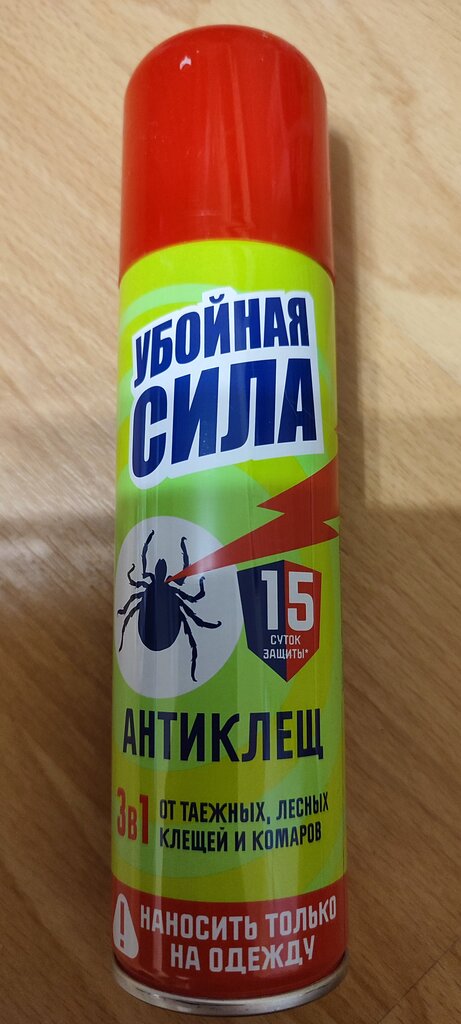 УБОЙНАЯ
СИЛА
15
СУТОК
ЗАЩИТЫ*
АНТИКЛЕЩ
3в1 ОТ ТАЕЖНЫХ, ЛЕСНЫХ
КЛЕЩЕЙ И КОМАРОВ
! НАНОСИТЬ ТОЛЬКО
НА ОДЕЖДУ